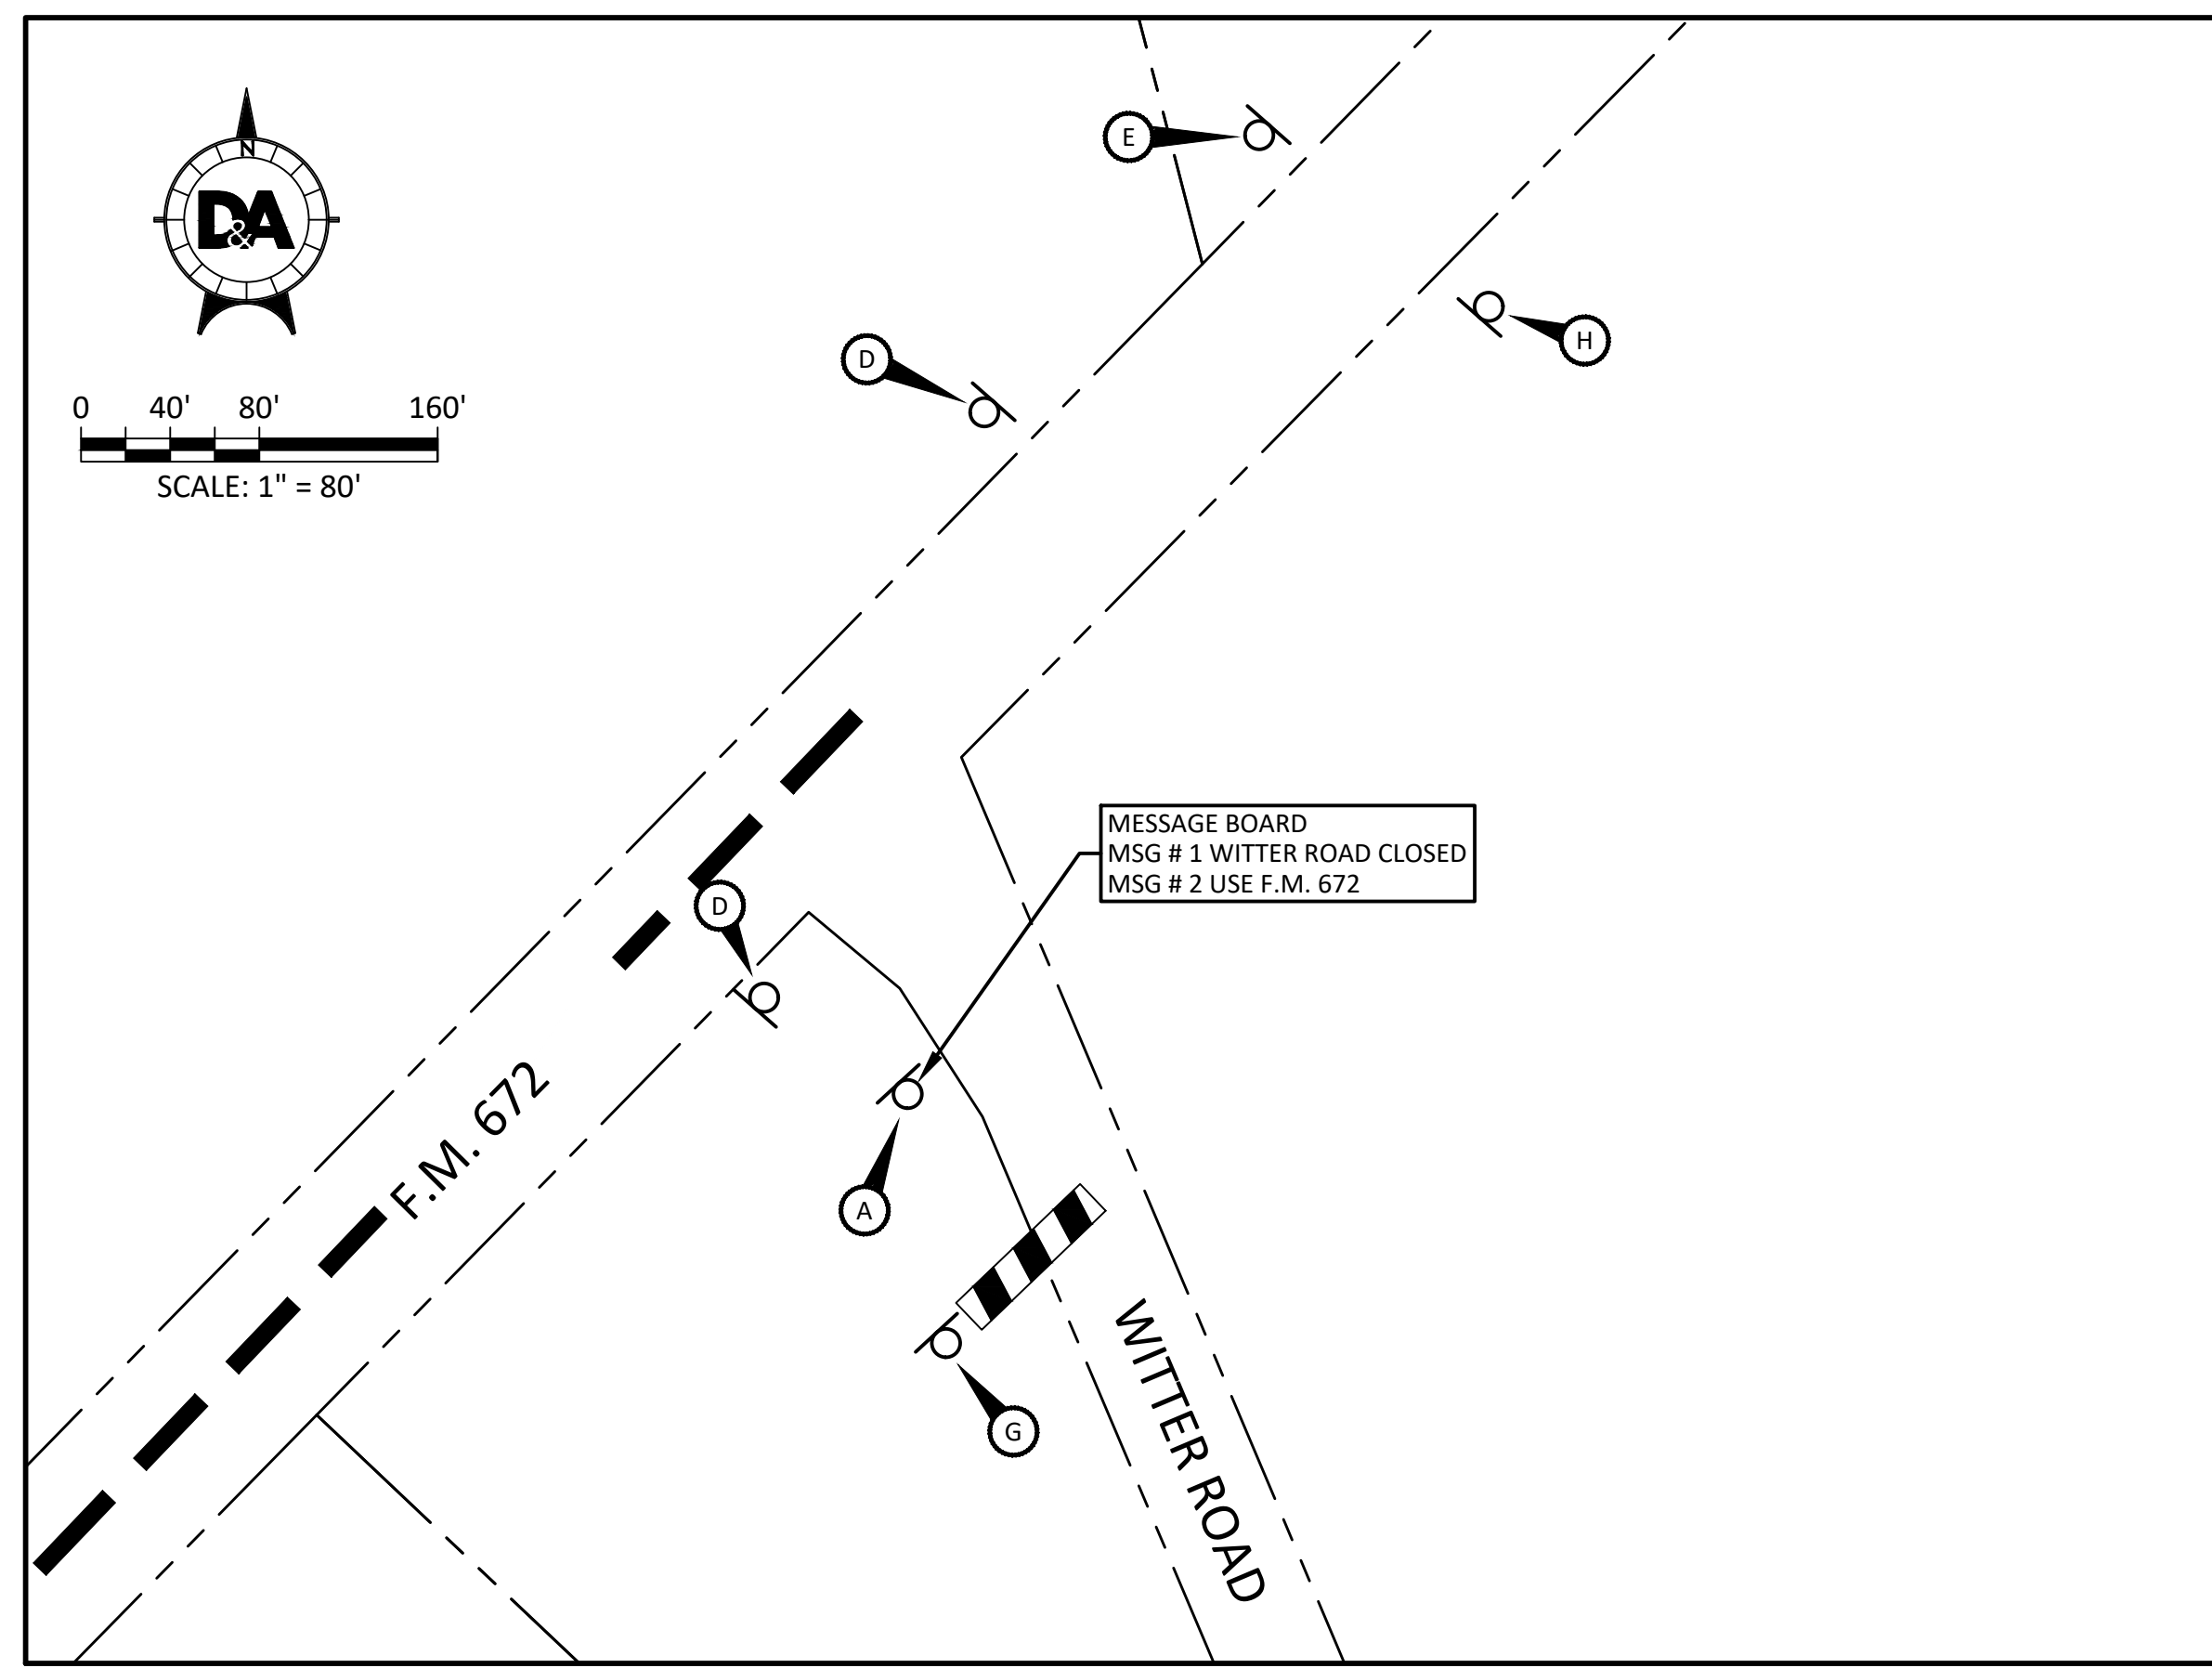 N
D&A
0 40' 80' 160'
SCALE: 1" = 80'
E
D
H
MESSAGE BOARD
MSG # 1 WITTER ROAD CLOSED
MSG # 2 USE F.M. 672
D
F.M. 672
A
WITTER ROAD
G